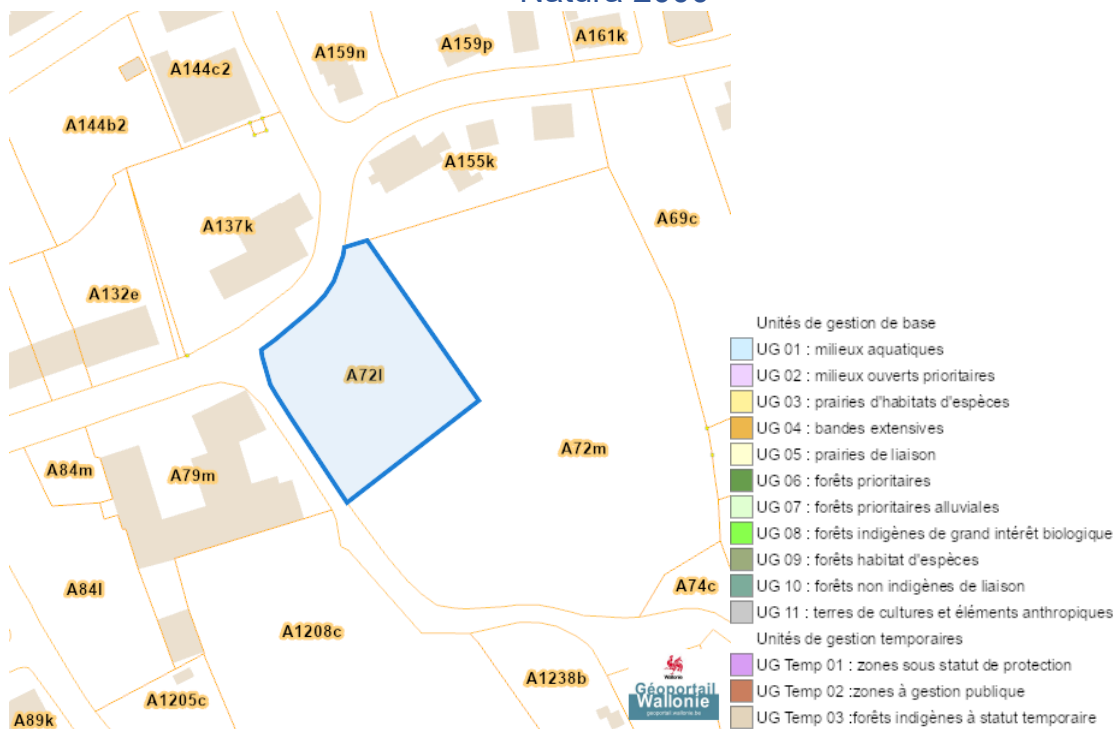 Natura 2000
A144c2
A159n
A159p
A161k
A144b2
A155k
A137k
A69c
A132e
A72l
A72m
A84m
A79m
A84l
A74c
A1208c
A1205c
A1238b
A89k
Wallonie
Géoportail
Wallonie
geoportail.wallonie.be
Unités de gestion de base
UG 01 : milieux aquatiques
UG 02 : milieux ouverts prioritaires
UG 03 : prairies d'habitats d'espèces
UG 04 : bandes extensives
UG 05 : prairies de liaison
UG 06 : forêts prioritaires
UG 07 : forêts prioritaires alluviales
UG 08 : forêts indigènes de grand intérêt biologique
UG 09 : forêts habitat d'espèces
UG 10 : forêts non indigènes de liaison
UG 11 : terres de cultures et éléments anthropiques
Unités de gestion temporaires
UG Temp 01 : zones sous statut de protection
UG Temp 02 :zones à gestion publique
UG Temp 03 :forêts indigènes à statut temporaire